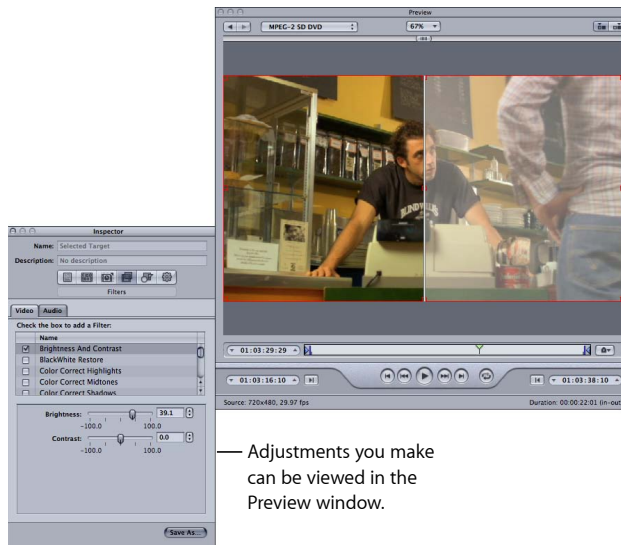 Preview
MPEG-2 SD DVD
67%
BLIND WILLIES
01:03:29:29
01:03:16:10
01:03:38:10
Source: 720x480, 29.97 fps
Duration: 00:00:22:01 (in-out
Inspector
Name: Selected Target
Description: No description
Filters
Video Audio
Check the box to add a Filter:
Name
Brightness And Contrast
BlackWhite Restore
Color Correct Highlights
Color Correct Midtones
Color Correct Shadows
Brightness: 39.1
-100.0 100.0
Contrast: 0.0
-100.0 100.0
Save As...
Adjustments you make
can be viewed in the
Preview window.